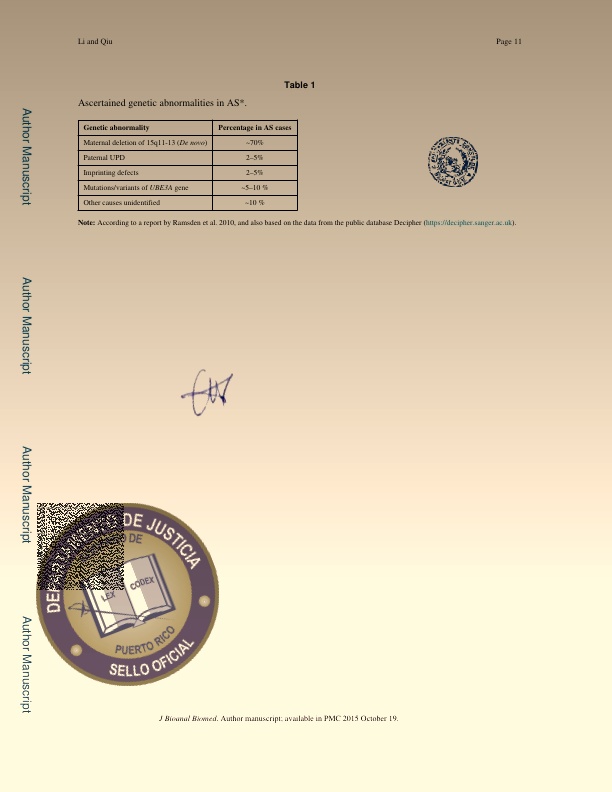 Li and Qiu
Page 11
Author Manuscript
Author Manuscript
Author Manuscript
Author Manuscript
Table 1
Ascertained genetic abnormalities in AS*.
Genetic abnormality Percentage in AS cases
Maternal deletion of 15q11-13 (De novo) ~70%
Paternal UPD 2–5%
Imprinting defects 2–5%
Mutations/variants of UBE3A gene ~5–10 %
Other causes unidentified ~10 %
Note: According to a report by Ramsden et al. 2010, and also based on the data from the public database Decipher (https://decipher.sanger.ac.uk).
DE JUSTICIA
DE
LEX
CODEX
PUERTO RICO
SELLO OFICIAL
J Bioanal Biomed. Author manuscript; available in PMC 2015 October 19.